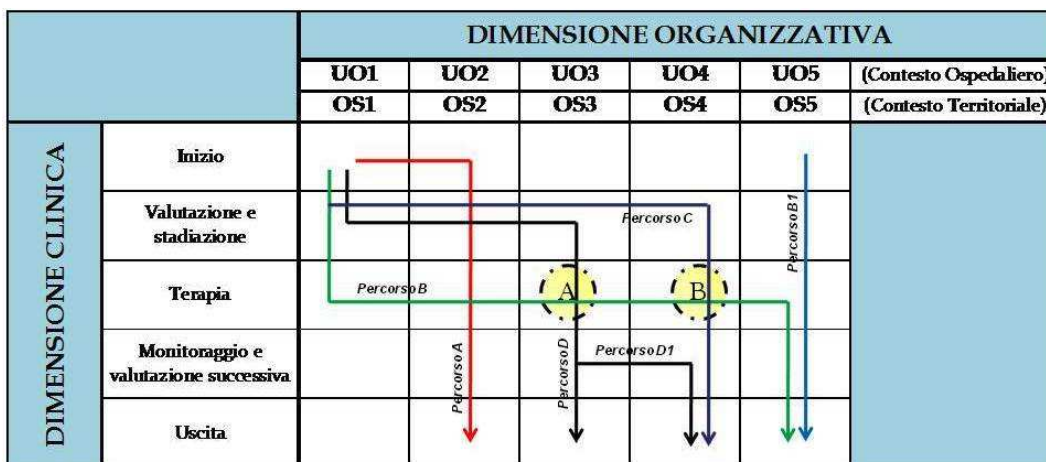 DIMENSIONE ORGANIZZATIVA
UO1 UO2 UO3 UO4 UO5 (Contesto Ospedaliero)
OS1 OS2 OS3 OS4 OS5 (Contesto Territoriale)
DIMENSIONE CLINICA
Inizio
Valutazione e
stadiazione
Percorso C
Percorso B1
Terapia
Percorso B
A
B
Monitoraggio e
valutazione successiva
Percorso A
Percorso D
Percorso D1
Uscita